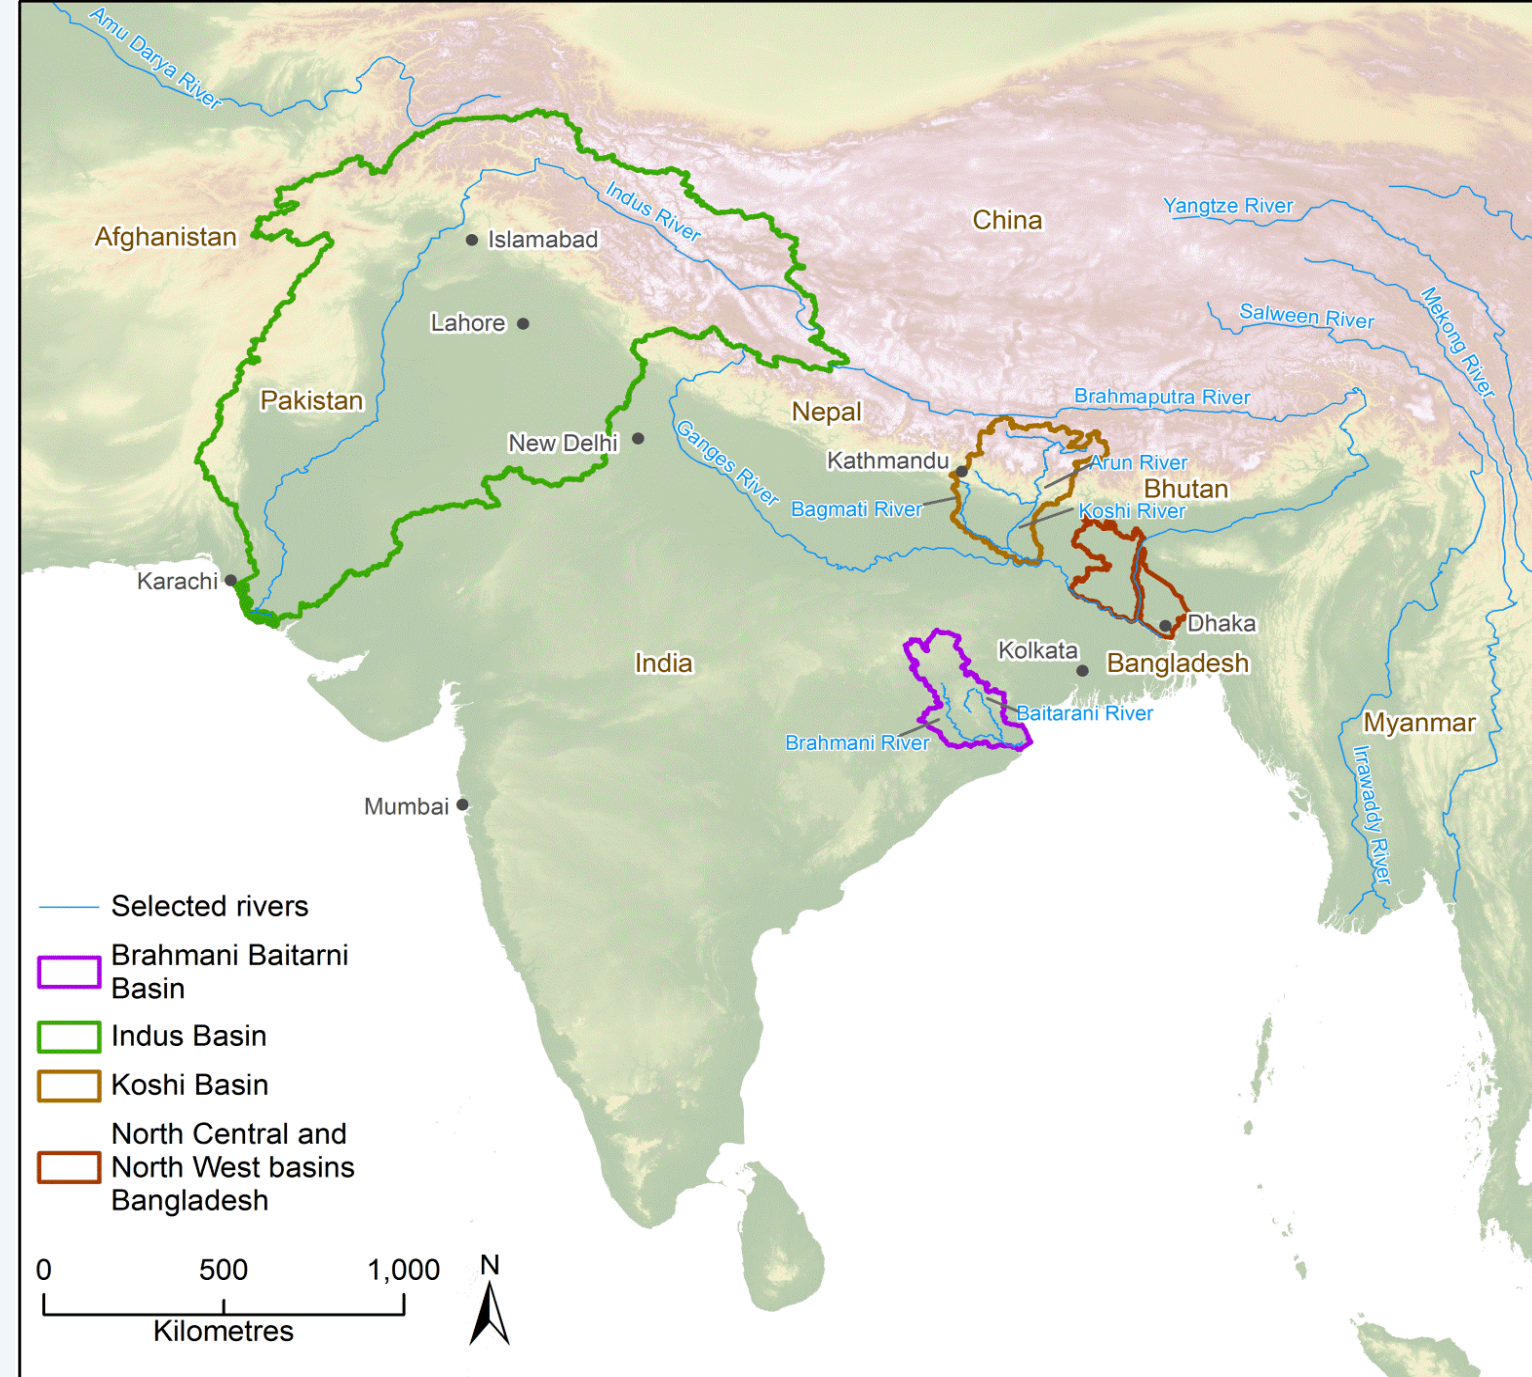 Amu Darya River
Indus River
Yangtze River
China
Afghanistan
Islamabad
Mekong River
Salween River
Lahore
Brahmaputra River
Pakistan
Nepal
New Delhi
Ganges River
Kathmandu
Arun River
Bhutan
Bagmati River
Koshi River
Karachi
Dhaka
Kolkata
India
Bangladesh
Baitarani River
Myanmar
Brahmani River
Irrawaddy River
Mumbai
Selected rivers
Brahmani Baitarni
Basin
Indus Basin
Koshi Basin
North Central and
North West basins
Bangladesh
0 500 1,000
Kilometres
N